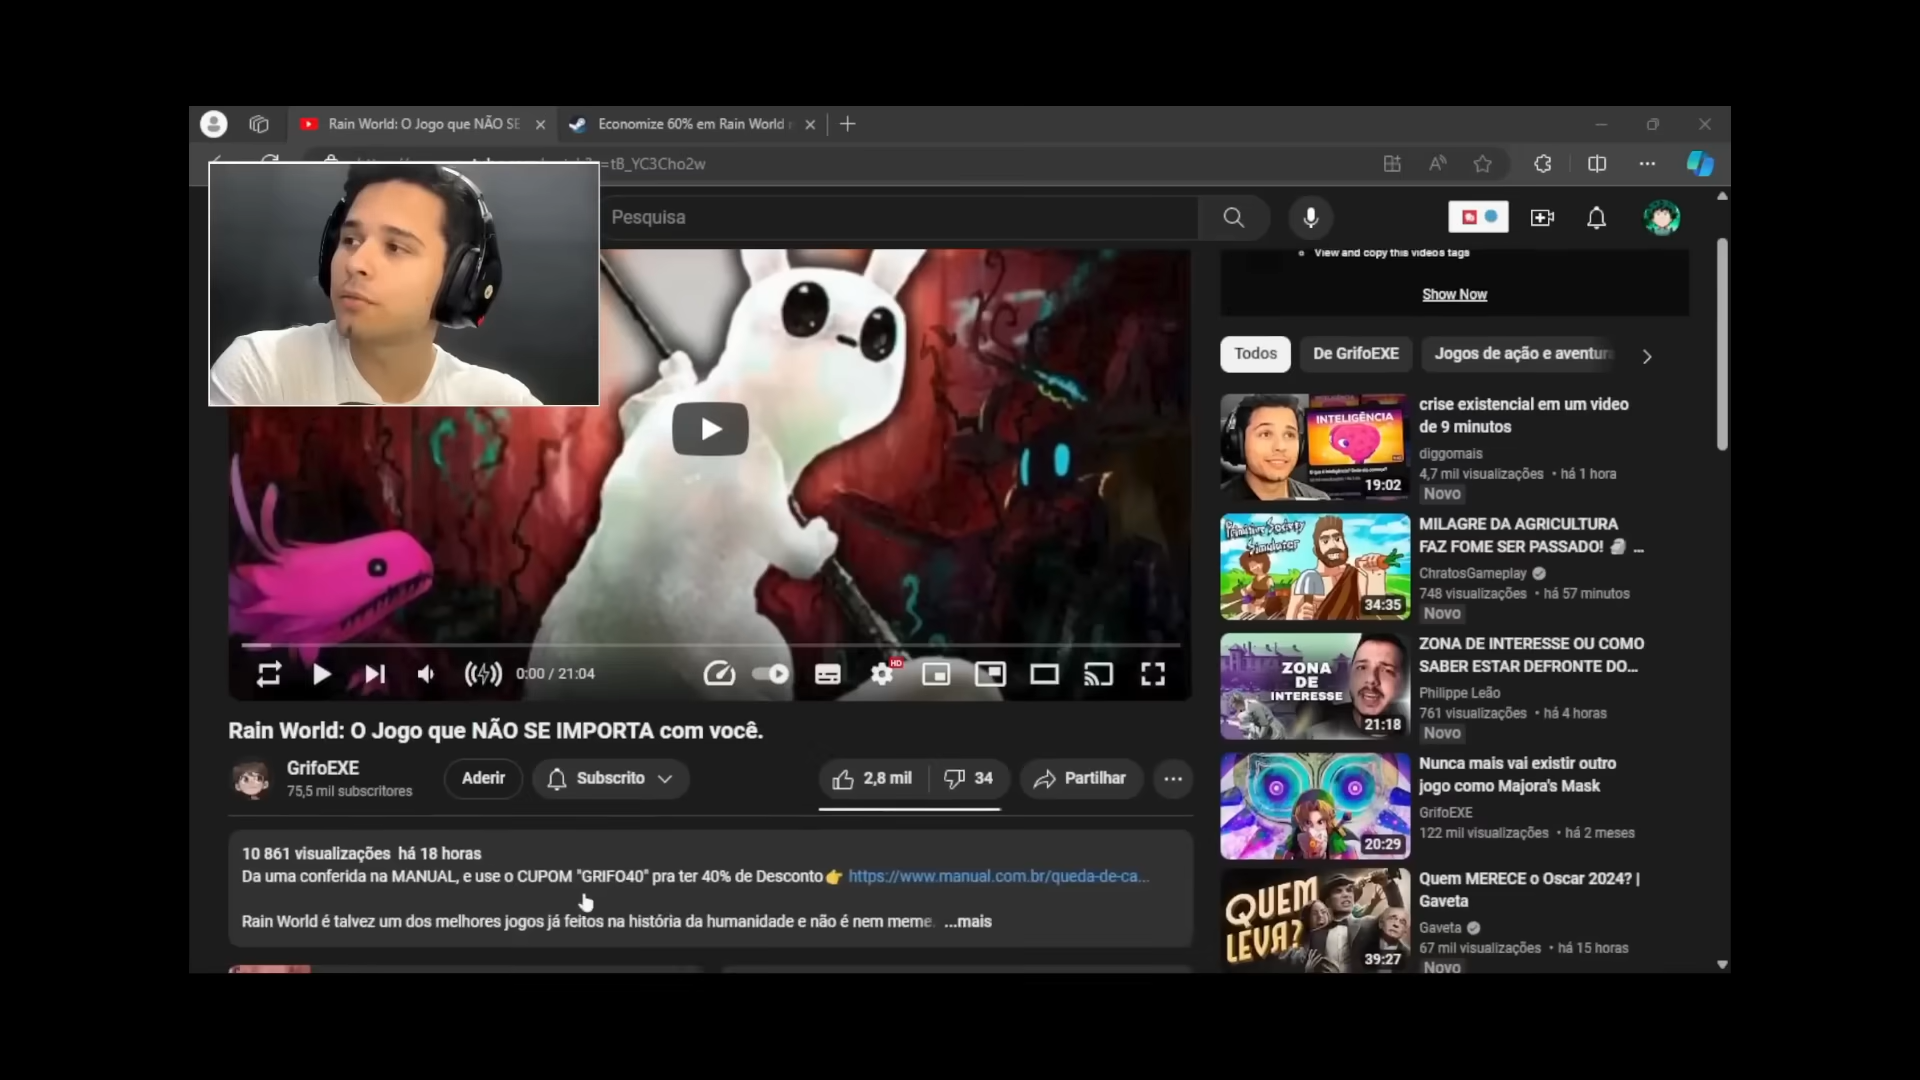 Rain World: O Jogo que NÃO SE
Economize 60% em Rain World
=tB_YC3Cho2w
Pesquisa
View and copy this videos tags
Show Now
Todos
De GrifoEXE
Jogos de ação e aventura
HD
0:00 / 21:04
Rain World: O Jogo que NÃO SE IMPORTA com você.
GrifoEXE
75,5 mil subscritores
Aderir
Subscrito
2,8 mil
34
Partilhar
10 861 visualizações há 18 horas
Da uma conferida na MANUAL, e use o CUPOM "GRIFO40" pra ter 40% de Desconto👉 https://www.manual.com.br/queda-de-ca...
Rain World é talvez um dos melhores jogos já feitos na história da humanidade e não é nem meme. ...mais
INTELIGÊNCIA
19:02
crise existencial em um video
de 9 minutos
diggomais
4,7 mil visualizações • há 1 hora
Novo
Primitive Society
Simulator
34:35
MILAGRE DA AGRICULTURA
FAZ FOME SER PASSADO! 🗿 ...
ChratosGameplay
748 visualizações • há 57 minutos
Novo
ZONA
DE
INTERESSE
21:18
ZONA DE INTERESSE OU COMO
SABER ESTAR DEFRONTE DO...
Philippe Leão
761 visualizações • há 4 horas
Novo
20:29
Nunca mais vai existir outro
jogo como Majora's Mask
GrifoEXE
122 mil visualizações • há 2 meses
QUEM
LEVA?
39:27
Quem MERECE o Oscar 2024? |
Gaveta
Gaveta
67 mil visualizações • há 15 horas
Novo